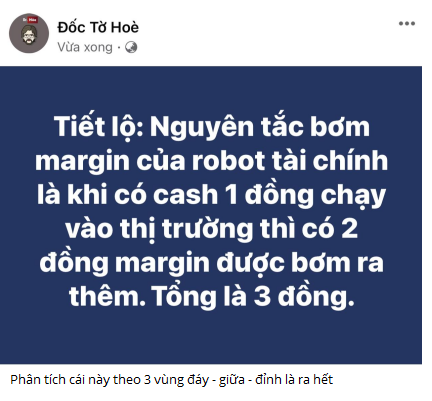 Đốc Tờ Hoè
Vừa xong ·
Tiết lộ: Nguyên tắc bơm
margin của robot tài chính
là khi có cash 1 đồng chạy
vào thị trường thì có 2
đồng margin được bơm ra
thêm. Tổng là 3 đồng.
Phân tích cái này theo 3 vùng đáy - giữa - đỉnh là ra hết